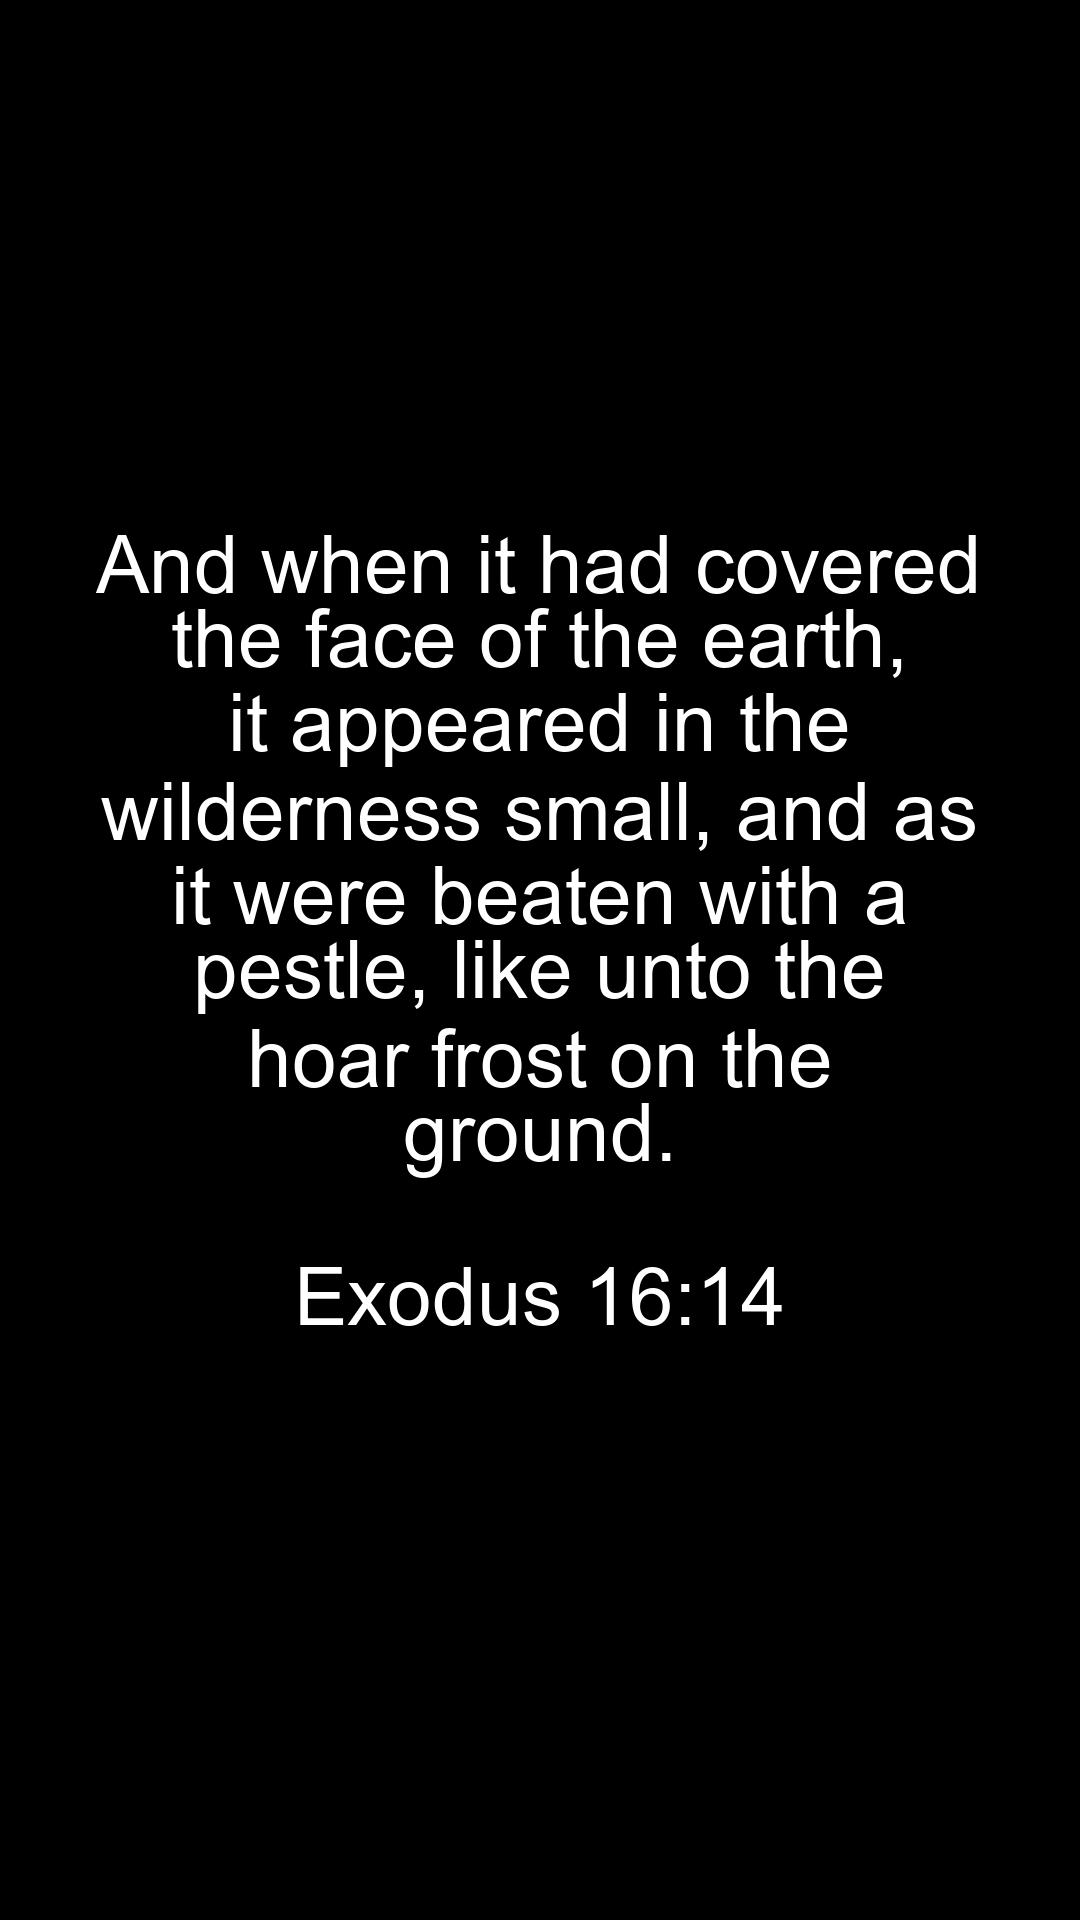 And when it had covered
the face of the earth,
it appeared in the
wilderness small, and as
it were beaten with a
pestle, like unto the
hoar frost on the
ground.
Exodus 16:14